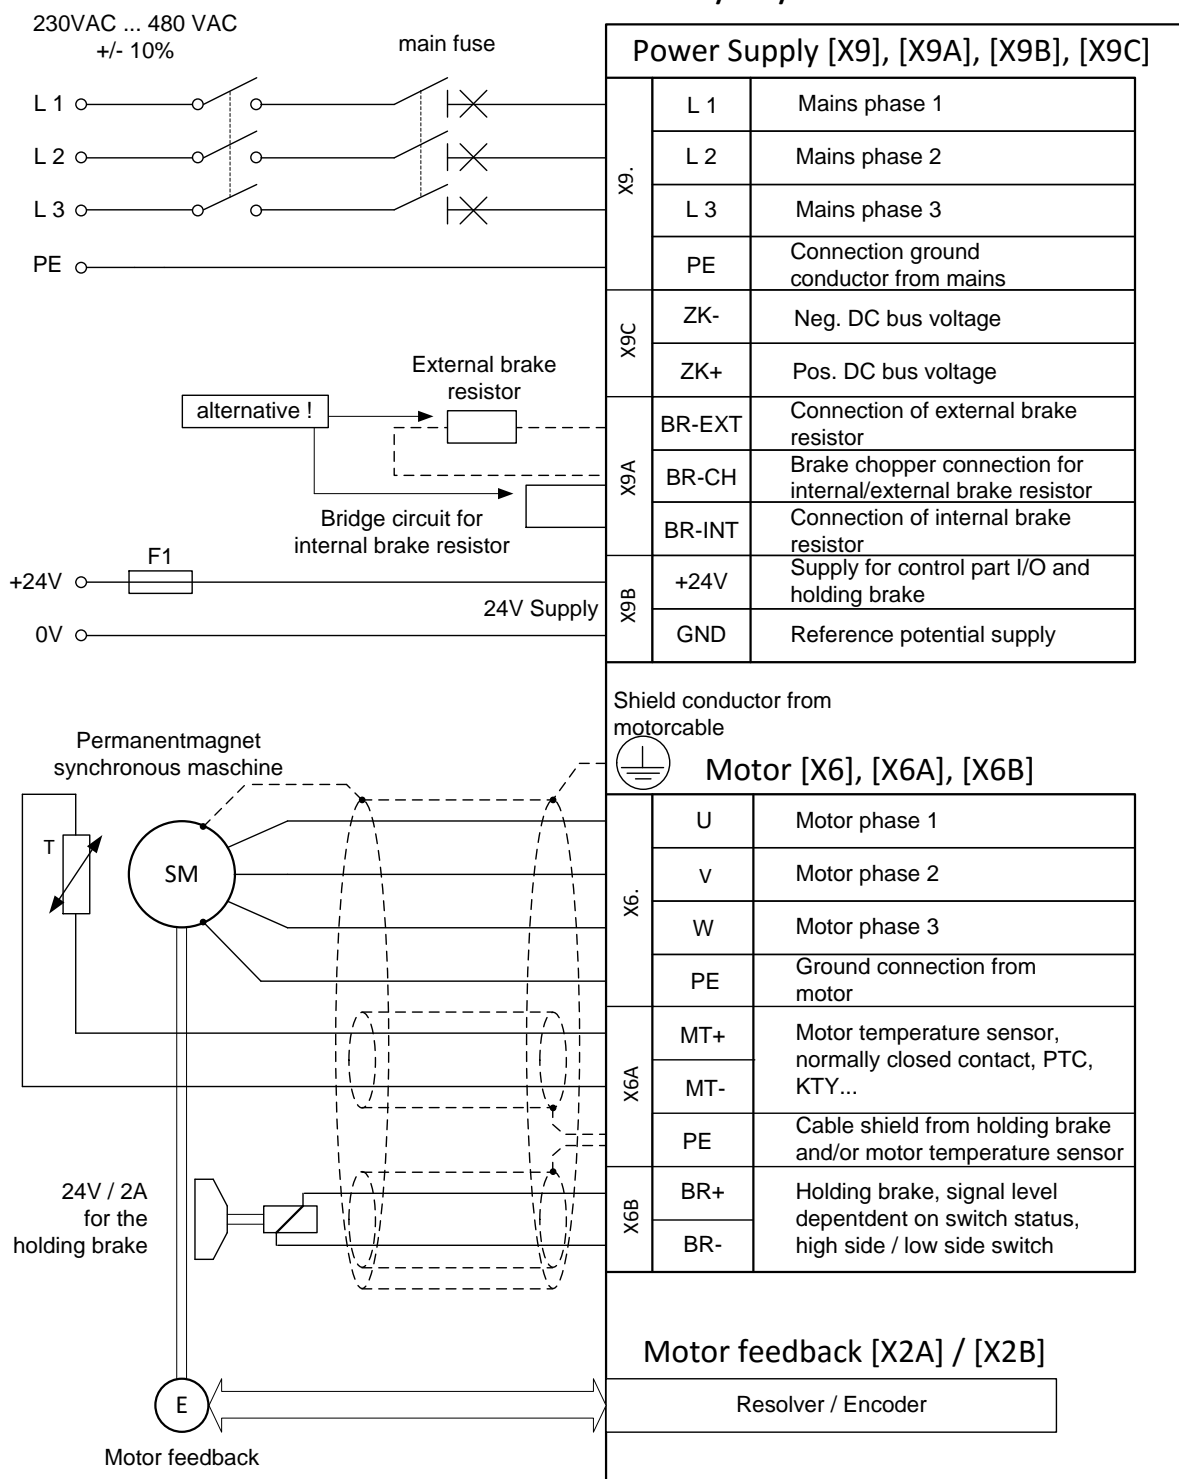 230VAC ... 480 VAC
+/- 10%
main fuse
L 1
L 2
L 3
PE
Power Supply [X9], [X9A], [X9B], [X9C]
X9.
L 1 Mains phase 1
L 2 Mains phase 2
L 3 Mains phase 3
PE Connection ground
conductor from mains
X9C
ZK- Neg. DC bus voltage
ZK+ Pos. DC bus voltage
External brake
resistor
alternative !
Bridge circuit for
internal brake resistor
X9A
BR-EXT Connection of external brake
resistor
BR-CH Brake chopper connection for
internal/external brake resistor
BR-INT Connection of internal brake
resistor
F1
+24V
24V Supply
0V
X9B
+24V Supply for control part I/O and
holding brake
GND Reference potential supply
Shield conductor from
motorcable
Permanentmagnet
synchronous maschine
Motor [X6], [X6A], [X6B]
T
SM
X6.
U Motor phase 1
V Motor phase 2
W Motor phase 3
PE Ground connection from
motor
X6A
MT+ Motor temperature sensor,
normally closed contact, PTC,
MT- KTY...
PE Cable shield from holding brake
and/or motor temperature sensor
24V / 2A
for the
holding brake
X6B
BR+ Holding brake, signal level
depentdent on switch status,
BR- high side / low side switch
Motor feedback [X2A] / [X2B]
E
Resolver / Encoder
Motor feedback